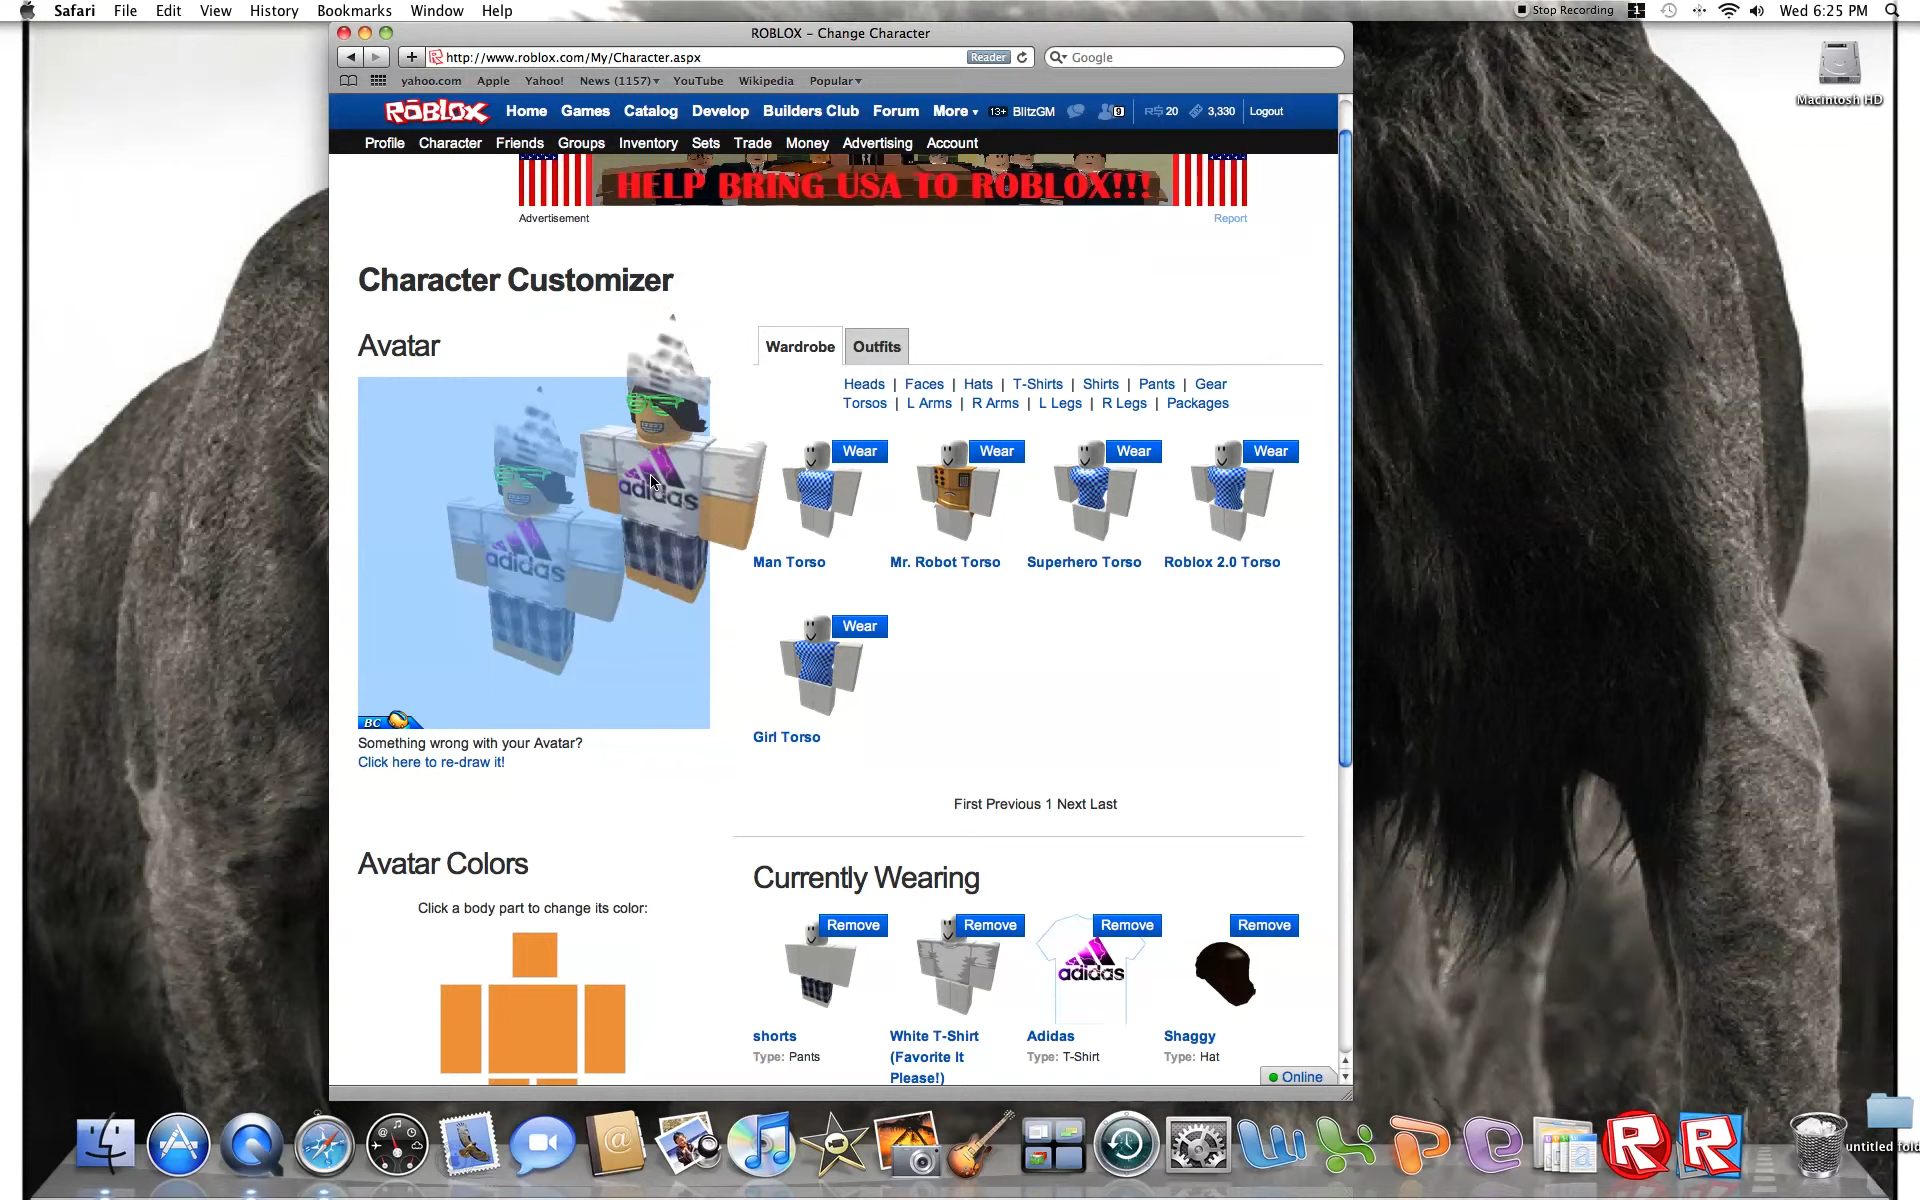 Safari File Edit View History Bookmarks Window Help
Stop Recording 1 Wed 6:25 PM
Macintosh HD
ROBLOX - Change Character
http://www.roblox.com/My/Character.aspx Reader Google
yahoo.com Apple Yahoo! News (1157) YouTube Wikipedia Popular
ROBLOX Home Games Catalog Develop Builders Club Forum More 13+ BlitzGM 9 R$ 20 3,330 Logout
Profile Character Friends Groups Inventory Sets Trade Money Advertising Account
HELP BRING USA TO ROBLOX!!!
Advertisement Report
Character Customizer
Avatar
adidas
adidas
BC
Something wrong with your Avatar?
Click here to re-draw it!
Wardrobe Outfits
Heads | Faces | Hats | T-Shirts | Shirts | Pants | Gear
Torsos | L Arms | R Arms | L Legs | R Legs | Packages
Wear Wear Wear Wear
Man Torso Mr. Robot Torso Superhero Torso Roblox 2.0 Torso
Wear
Girl Torso
First Previous 1 Next Last
Avatar Colors
Click a body part to change its color:
Currently Wearing
Remove Remove Remove Remove
adidas
shorts White T-Shirt Adidas Shaggy
Type: Pants (Favorite It Type: T-Shirt Type: Hat
Please!)
Online
untitled fold